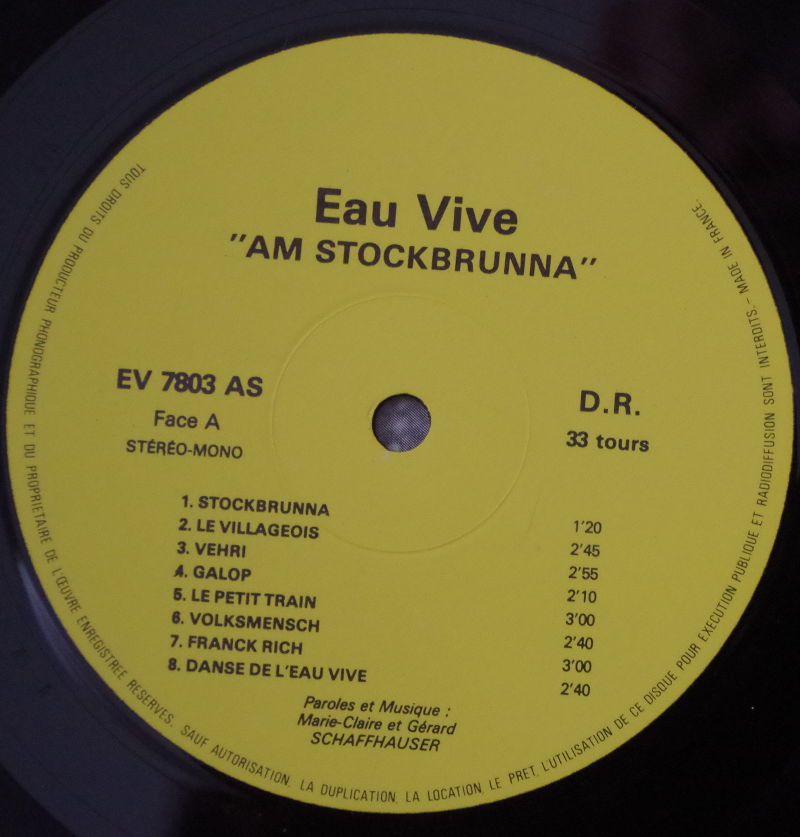 Eau Vive
"AM STOCKBRUNNA"
EV 7803 AS
Face A
STÉRÉO-MONO
D.R.
33 tours
1. STOCKBRUNNA 1'20
2. LE VILLAGEOIS 2'45
3. VEHRI 2'55
4. GALOP 2'10
5. LE PETIT TRAIN 3'00
6. VOLKSMENSCH 2'40
7. FRANCK RICH 3'00
8. DANSE DE L'EAU VIVE 2'40
Paroles et Musique :
Marie-Claire et Gérard
SCHAFFHAUSER
TOUS DROITS DU PRODUCTEUR PHONOGRAPHIQUE ET DU PROPRIETAIRE DE L'ŒUVRE ENREGISTREE RESERVES. SAUF AUTORISATION, LA DUPLICATION, LA LOCATION, LE PRET, L'UTILISATION DE CE DISQUE POUR EXECUTION PUBLIQUE ET RADIODIFFUSION SONT INTERDITS. – MADE IN FRANCE.